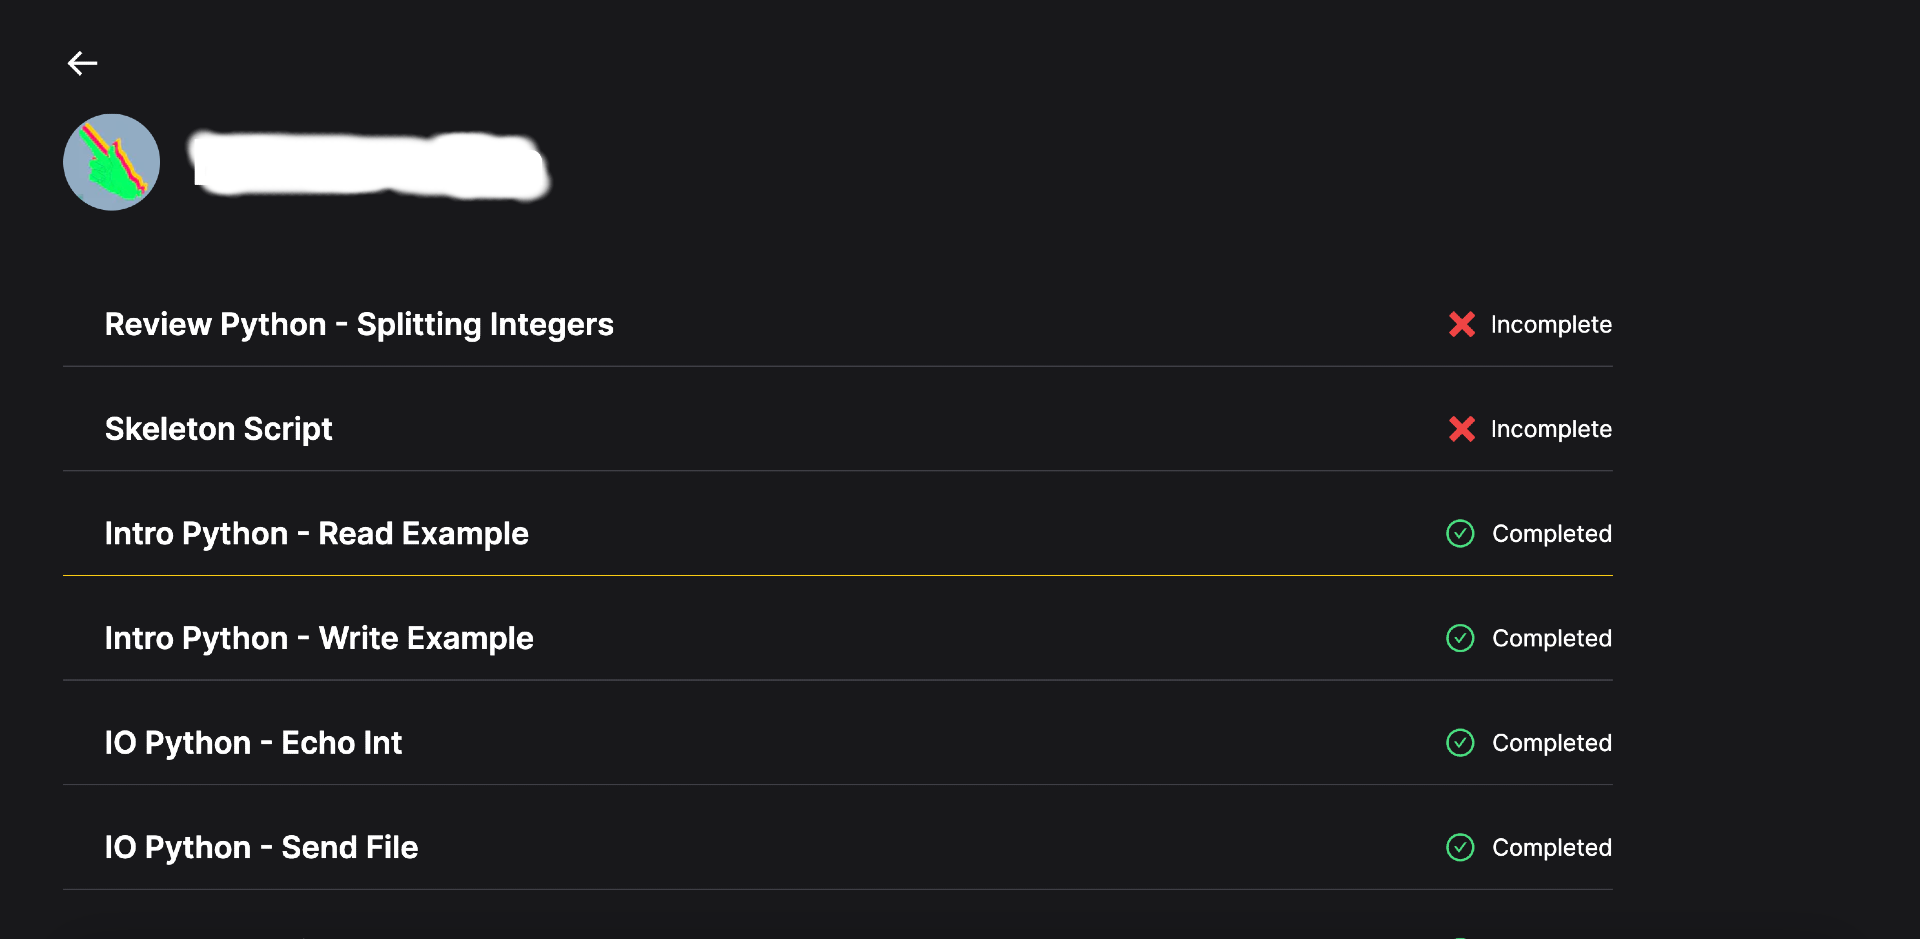 Review Python - Splitting Integers
Incomplete
Skeleton Script
Incomplete
Intro Python - Read Example
Completed
Intro Python - Write Example
Completed
IO Python - Echo Int
Completed
IO Python - Send File
Completed